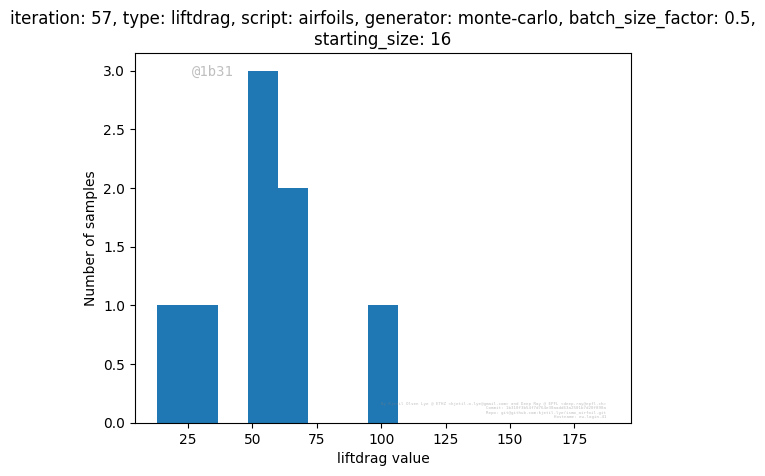 iteration: 57, type: liftdrag, script: airfoils, generator: monte-carlo, batch_size_factor: 0.5,
starting_size: 16
@1b31
3.0
2.5
2.0
1.5
1.0
0.5
0.0
Number of samples
25 50 75 100 125 150 175
liftdrag value